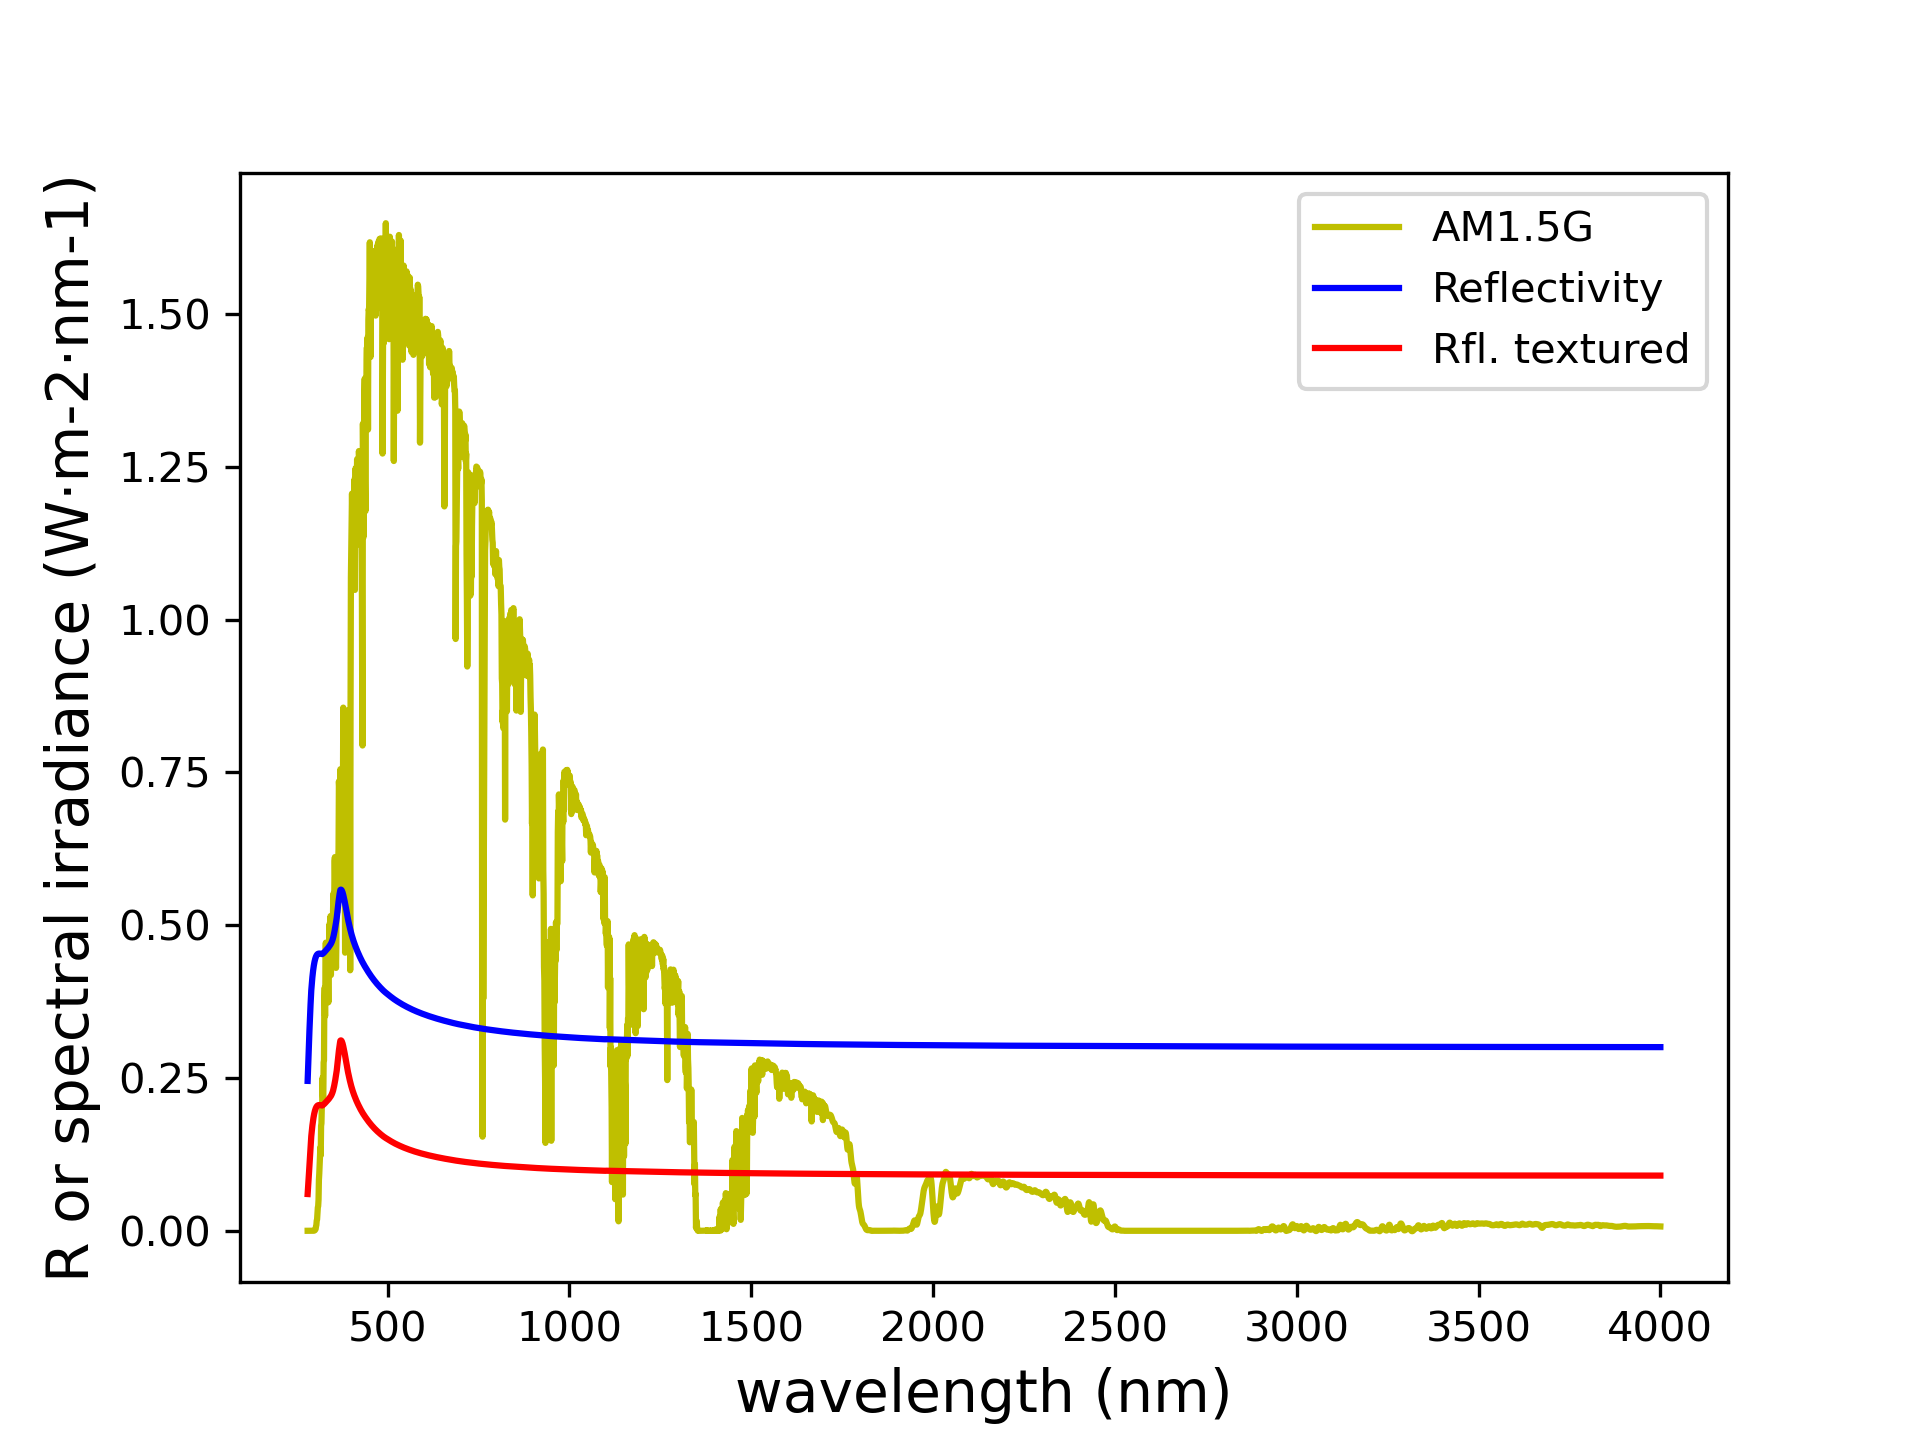 R or spectral irradiance (W·m-2·nm-1)
1.50
1.25
1.00
0.75
0.50
0.25
0.00
AM1.5G
Reflectivity
Rfl. textured
500 1000 1500 2000 2500 3000 3500 4000
wavelength (nm)